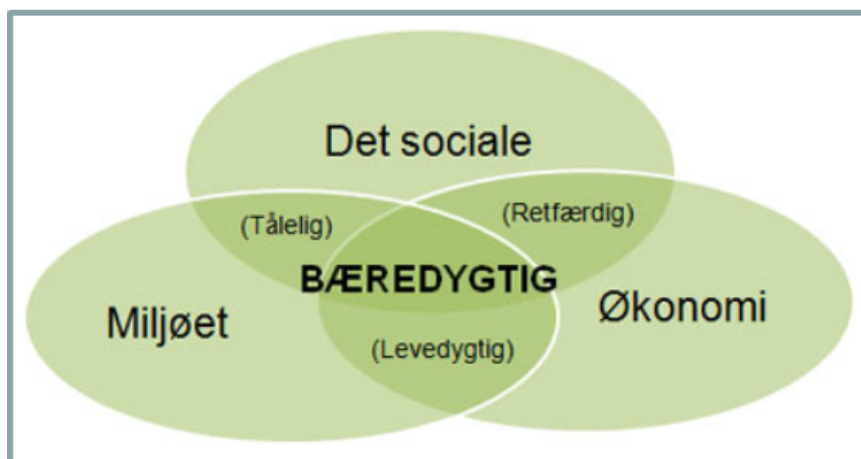 Det sociale
(Tålelig)
(Retfærdig)
BÆREDYGTIG
Miljøet
Økonomi
(Levedygtig)